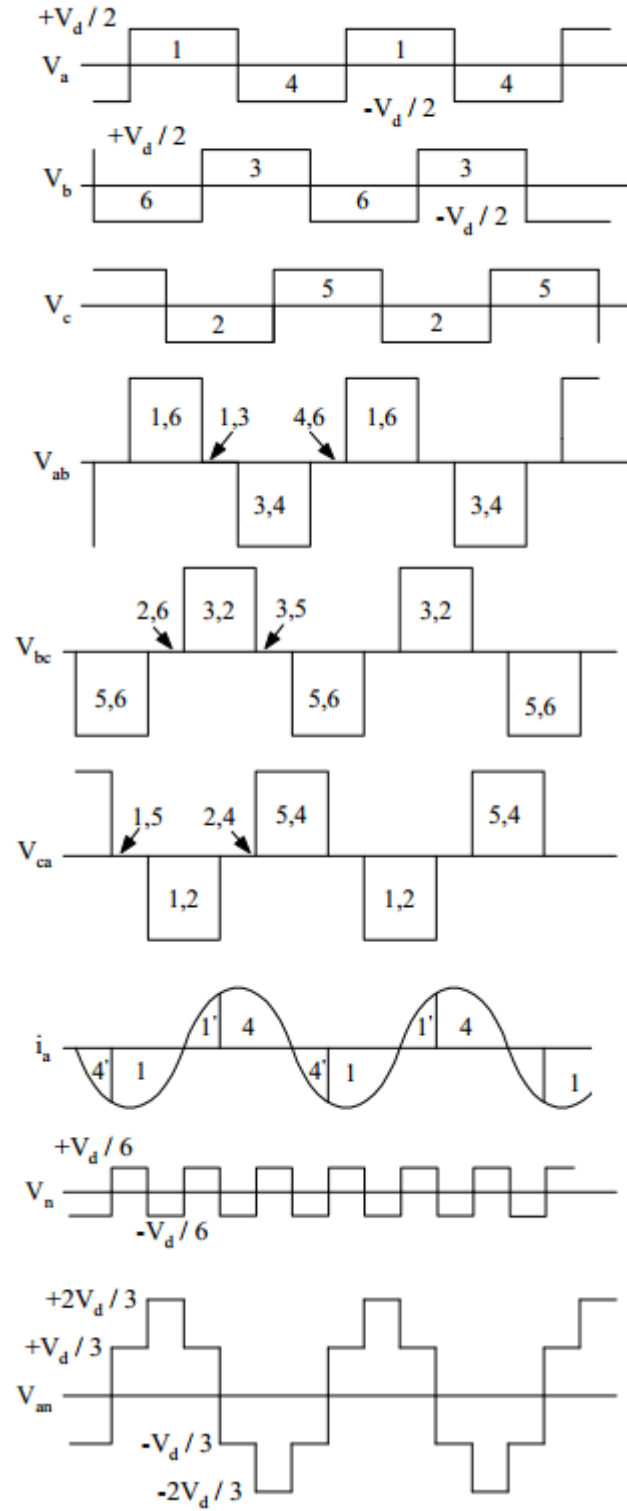 +V_d / 2
V_a 1 4 1 4
-V_d / 2
+V_d / 2
V_b 6 3 6 3
-V_d / 2
V_c 2 5 2 5
1,6 1,3 4,6 1,6
V_ab
3,4 3,4
2,6 3,2 3,5 3,2
V_bc
5,6 5,6 5,6
1,5 2,4 5,4 5,4
V_ca
1,2 1,2
1' 4 1' 4
i_a
4' 1 4' 1 1
+V_d / 6
V_n
-V_d / 6
+2V_d / 3
+V_d / 3
V_an
-V_d / 3
-2V_d / 3